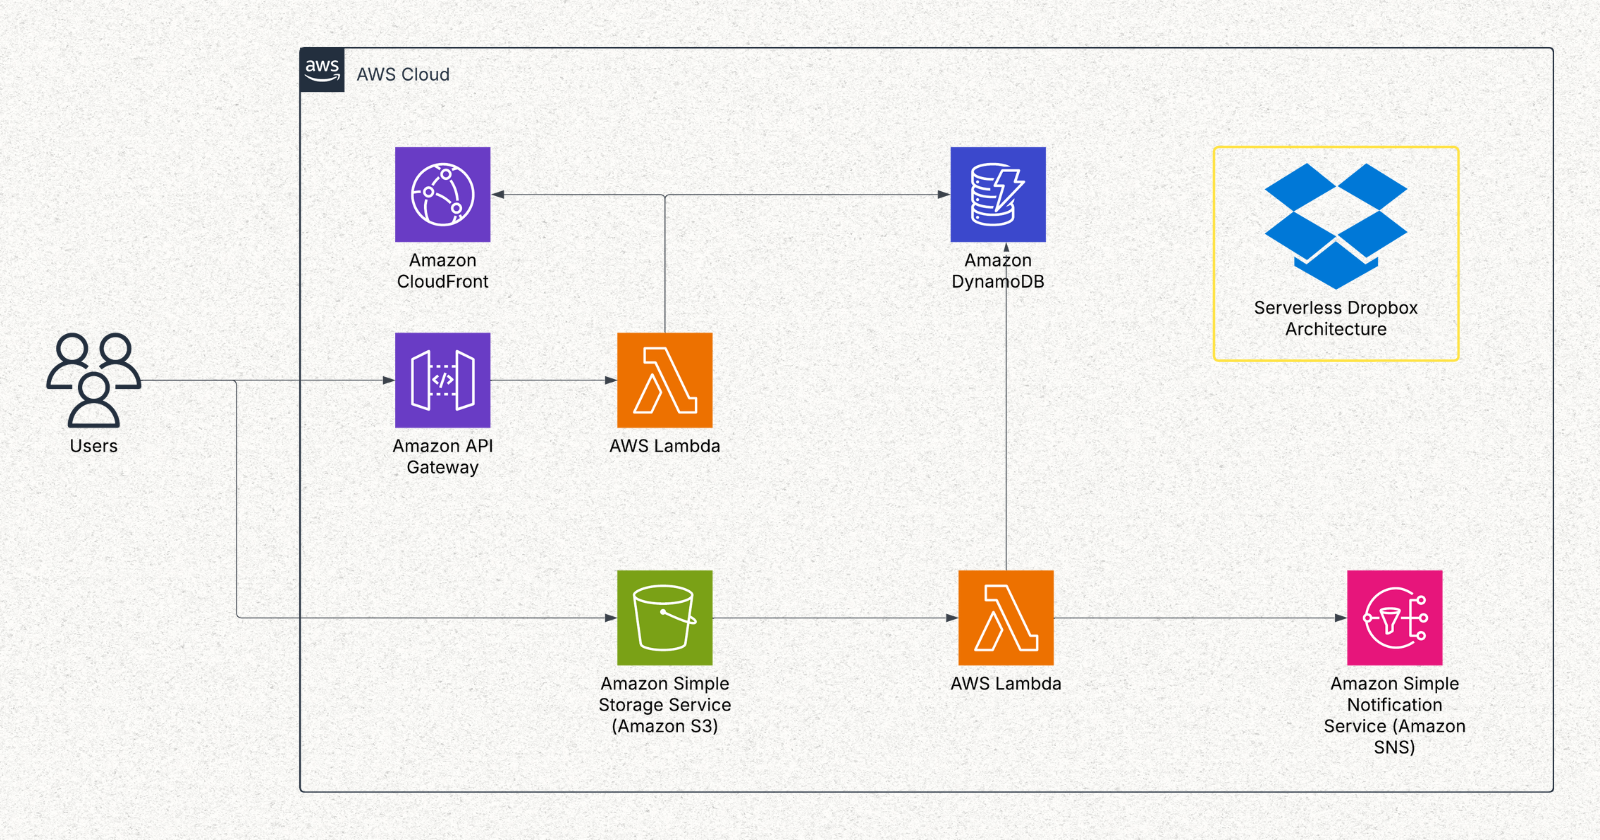 aws
AWS Cloud
Amazon
CloudFront
Amazon
DynamoDB
Serverless Dropbox
Architecture
Users
</>
Amazon API
Gateway
AWS Lambda
Amazon Simple
Storage Service
(Amazon S3)
AWS Lambda
Amazon Simple
Notification
Service (Amazon
SNS)